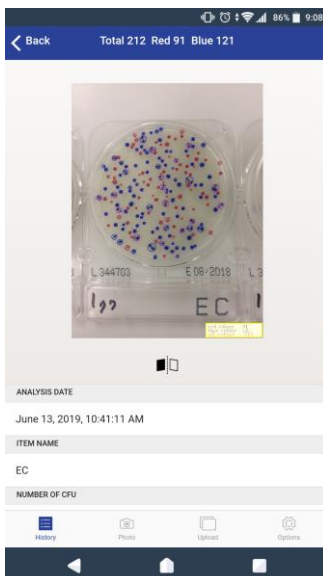 86% 9:08
Back Total 212 Red 91 Blue 121
L 344703 E 08/2018 L 3
EC
ANALYSIS DATE
June 13, 2019, 10:41:11 AM
ITEM NAME
EC
NUMBER OF CFU
History Photo Upload Options